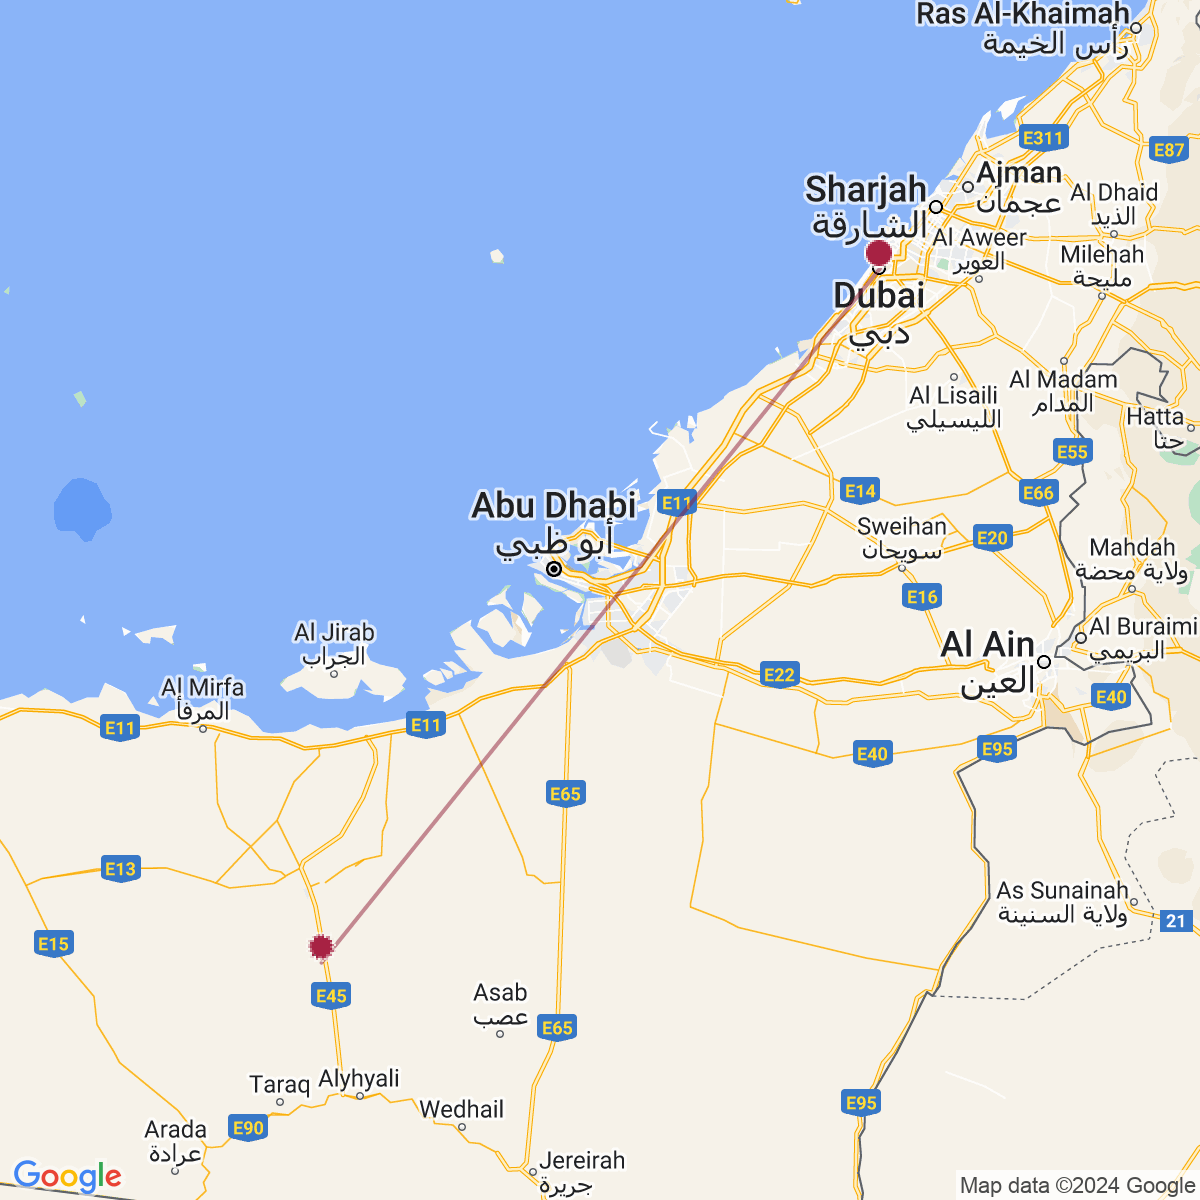 Ras Al-Khaimah
رأس الخيمة
E311
E87
Ajman
عجمان
Sharjah
الشارقة
Al Dhaid
الذيد
Al Aweer
العوير
Milehah
مليحة
Dubai
دبي
Al Lisaili
الليسيلي
Al Madam
المدام
Hatta
حتا
E55
E14
E66
Abu Dhabi
أبو ظبي
E11
Sweihan
سويحان
E20
Mahdah
ولاية محضة
E16
Al Jirab
الجراب
Al Ain
العين
Al Buraimi
البريمي
Al Mirfa
المرفأ
E22
E40
E11
E11
E40
E95
E65
E13
As Sunainah
ولاية السنينة
21
E15
E45
Asab
عصب
E65
Taraq
Alyhyali
E95
Wedhail
Arada
عرادة
E90
Jereirah
جريرة
Google
Map data ©2024 Google